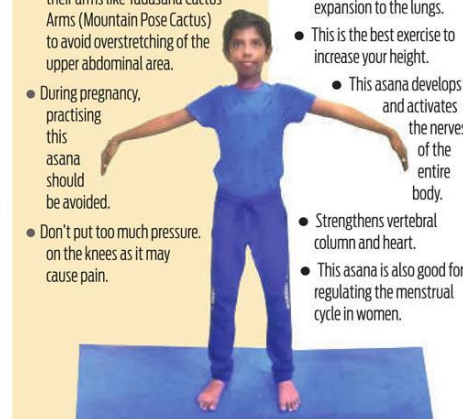 their arms like Tadasana Cactus
Arms (Mountain Pose Cactus)
to avoid overstretching of the
upper abdominal area.
● During pregnancy,
practising
this
asana
should
be avoided.
● Don't put too much pressure.
on the knees as it may
cause pain.
expansion to the lungs.
● This is the best exercise to
increase your height.
● This asana develops
and activates
the nerves
of the
entire
body.
● Strengthens vertebral
column and heart.
● This asana is also good for
regulating the menstrual
cycle in women.